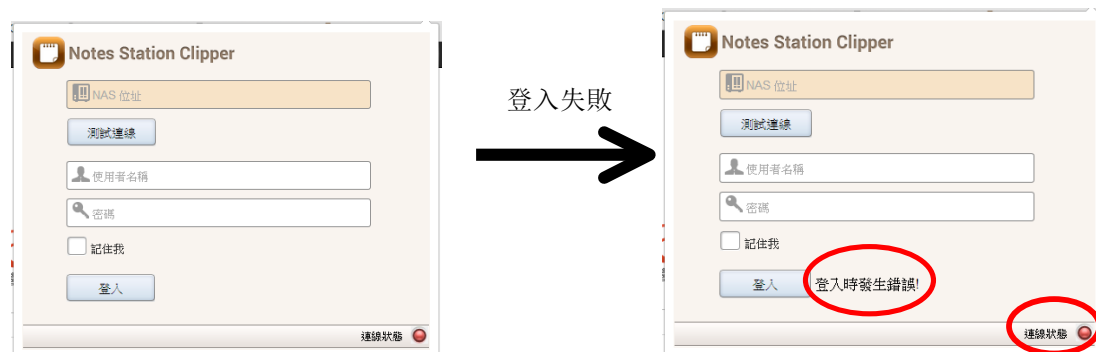 Notes Station Clipper
NAS 位址
測試連線
使用者名稱
密碼
記住我
登入
連線狀態
登入失敗
Notes Station Clipper
NAS 位址
測試連線
使用者名稱
密碼
記住我
登入 登入時發生錯誤!
連線狀態